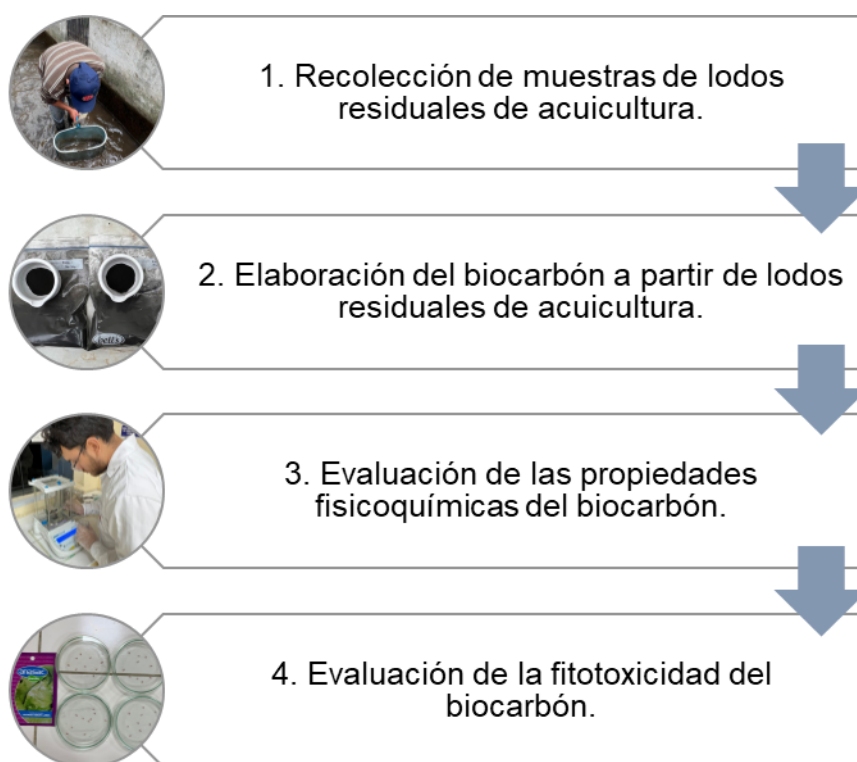 1. Recolección de muestras de lodos
residuales de acuicultura.
2. Elaboración del biocarbón a partir de lodos
residuales de acuicultura.
3. Evaluación de las propiedades
fisicoquímicas del biocarbón.
4. Evaluación de la fitotoxicidad del
biocarbón.